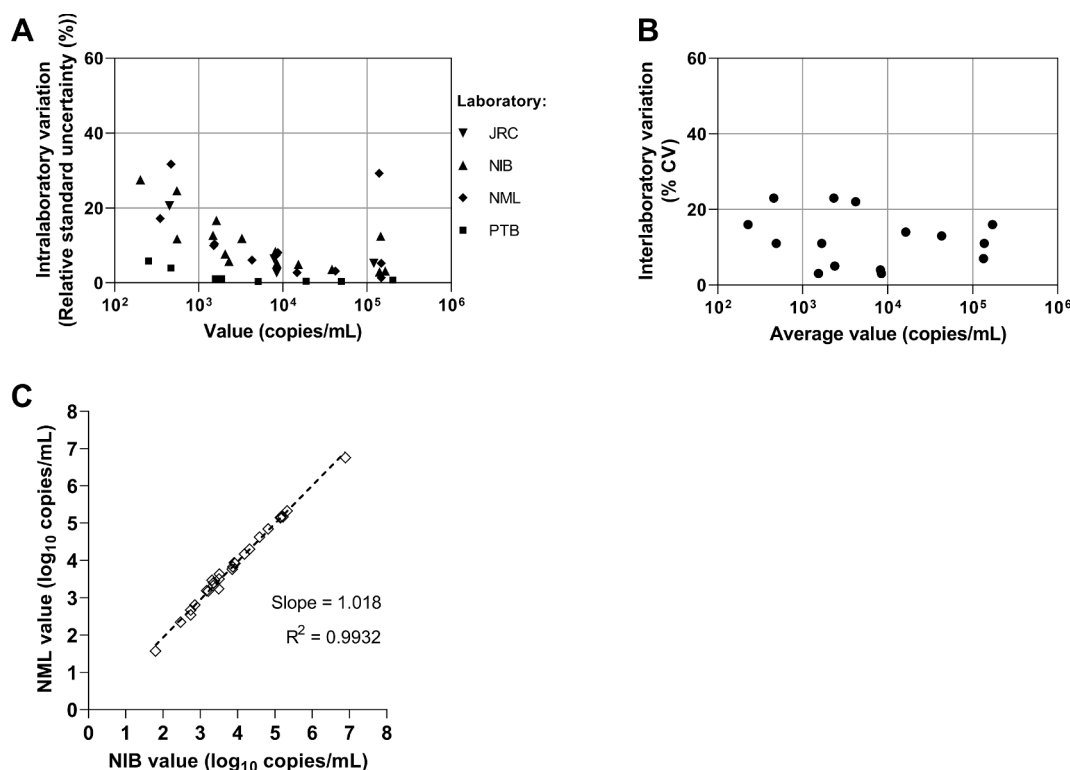 A
Intralaboratory variation
(Relative standard uncertainty (%))
60
40
20
0
10²
10³
10⁴
10⁵
10⁶
Value (copies/mL)
Laboratory:
JRC
NIB
NML
PTB
B
Interlaboratory variation
(% CV)
60
40
20
0
10²
10³
10⁴
10⁵
10⁶
Average value (copies/mL)
C
NML value (log₁₀ copies/mL)
8
7
6
5
4
3
2
1
0
0 1 2 3 4 5 6 7 8
NIB value (log₁₀ copies/mL)
Slope = 1.018
R² = 0.9932